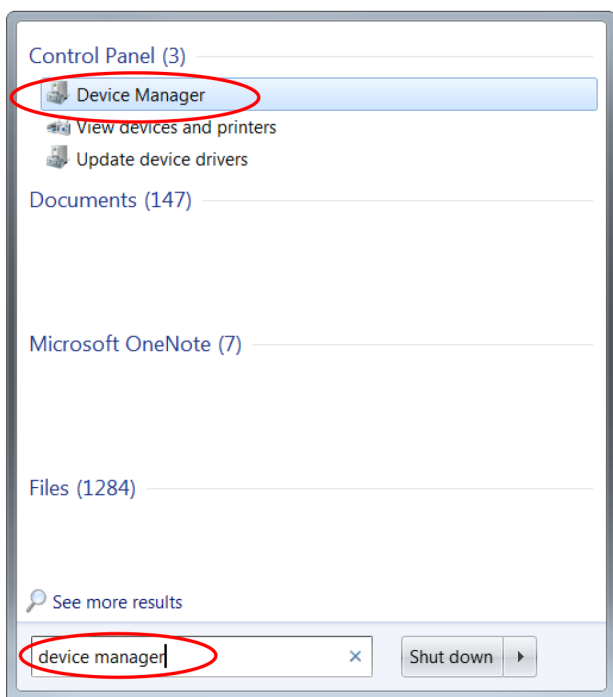 Control Panel (3)
Device Manager
View devices and printers
Update device drivers
Documents (147)
Microsoft OneNote (7)
Files (1284)
See more results
device manager
Shut down